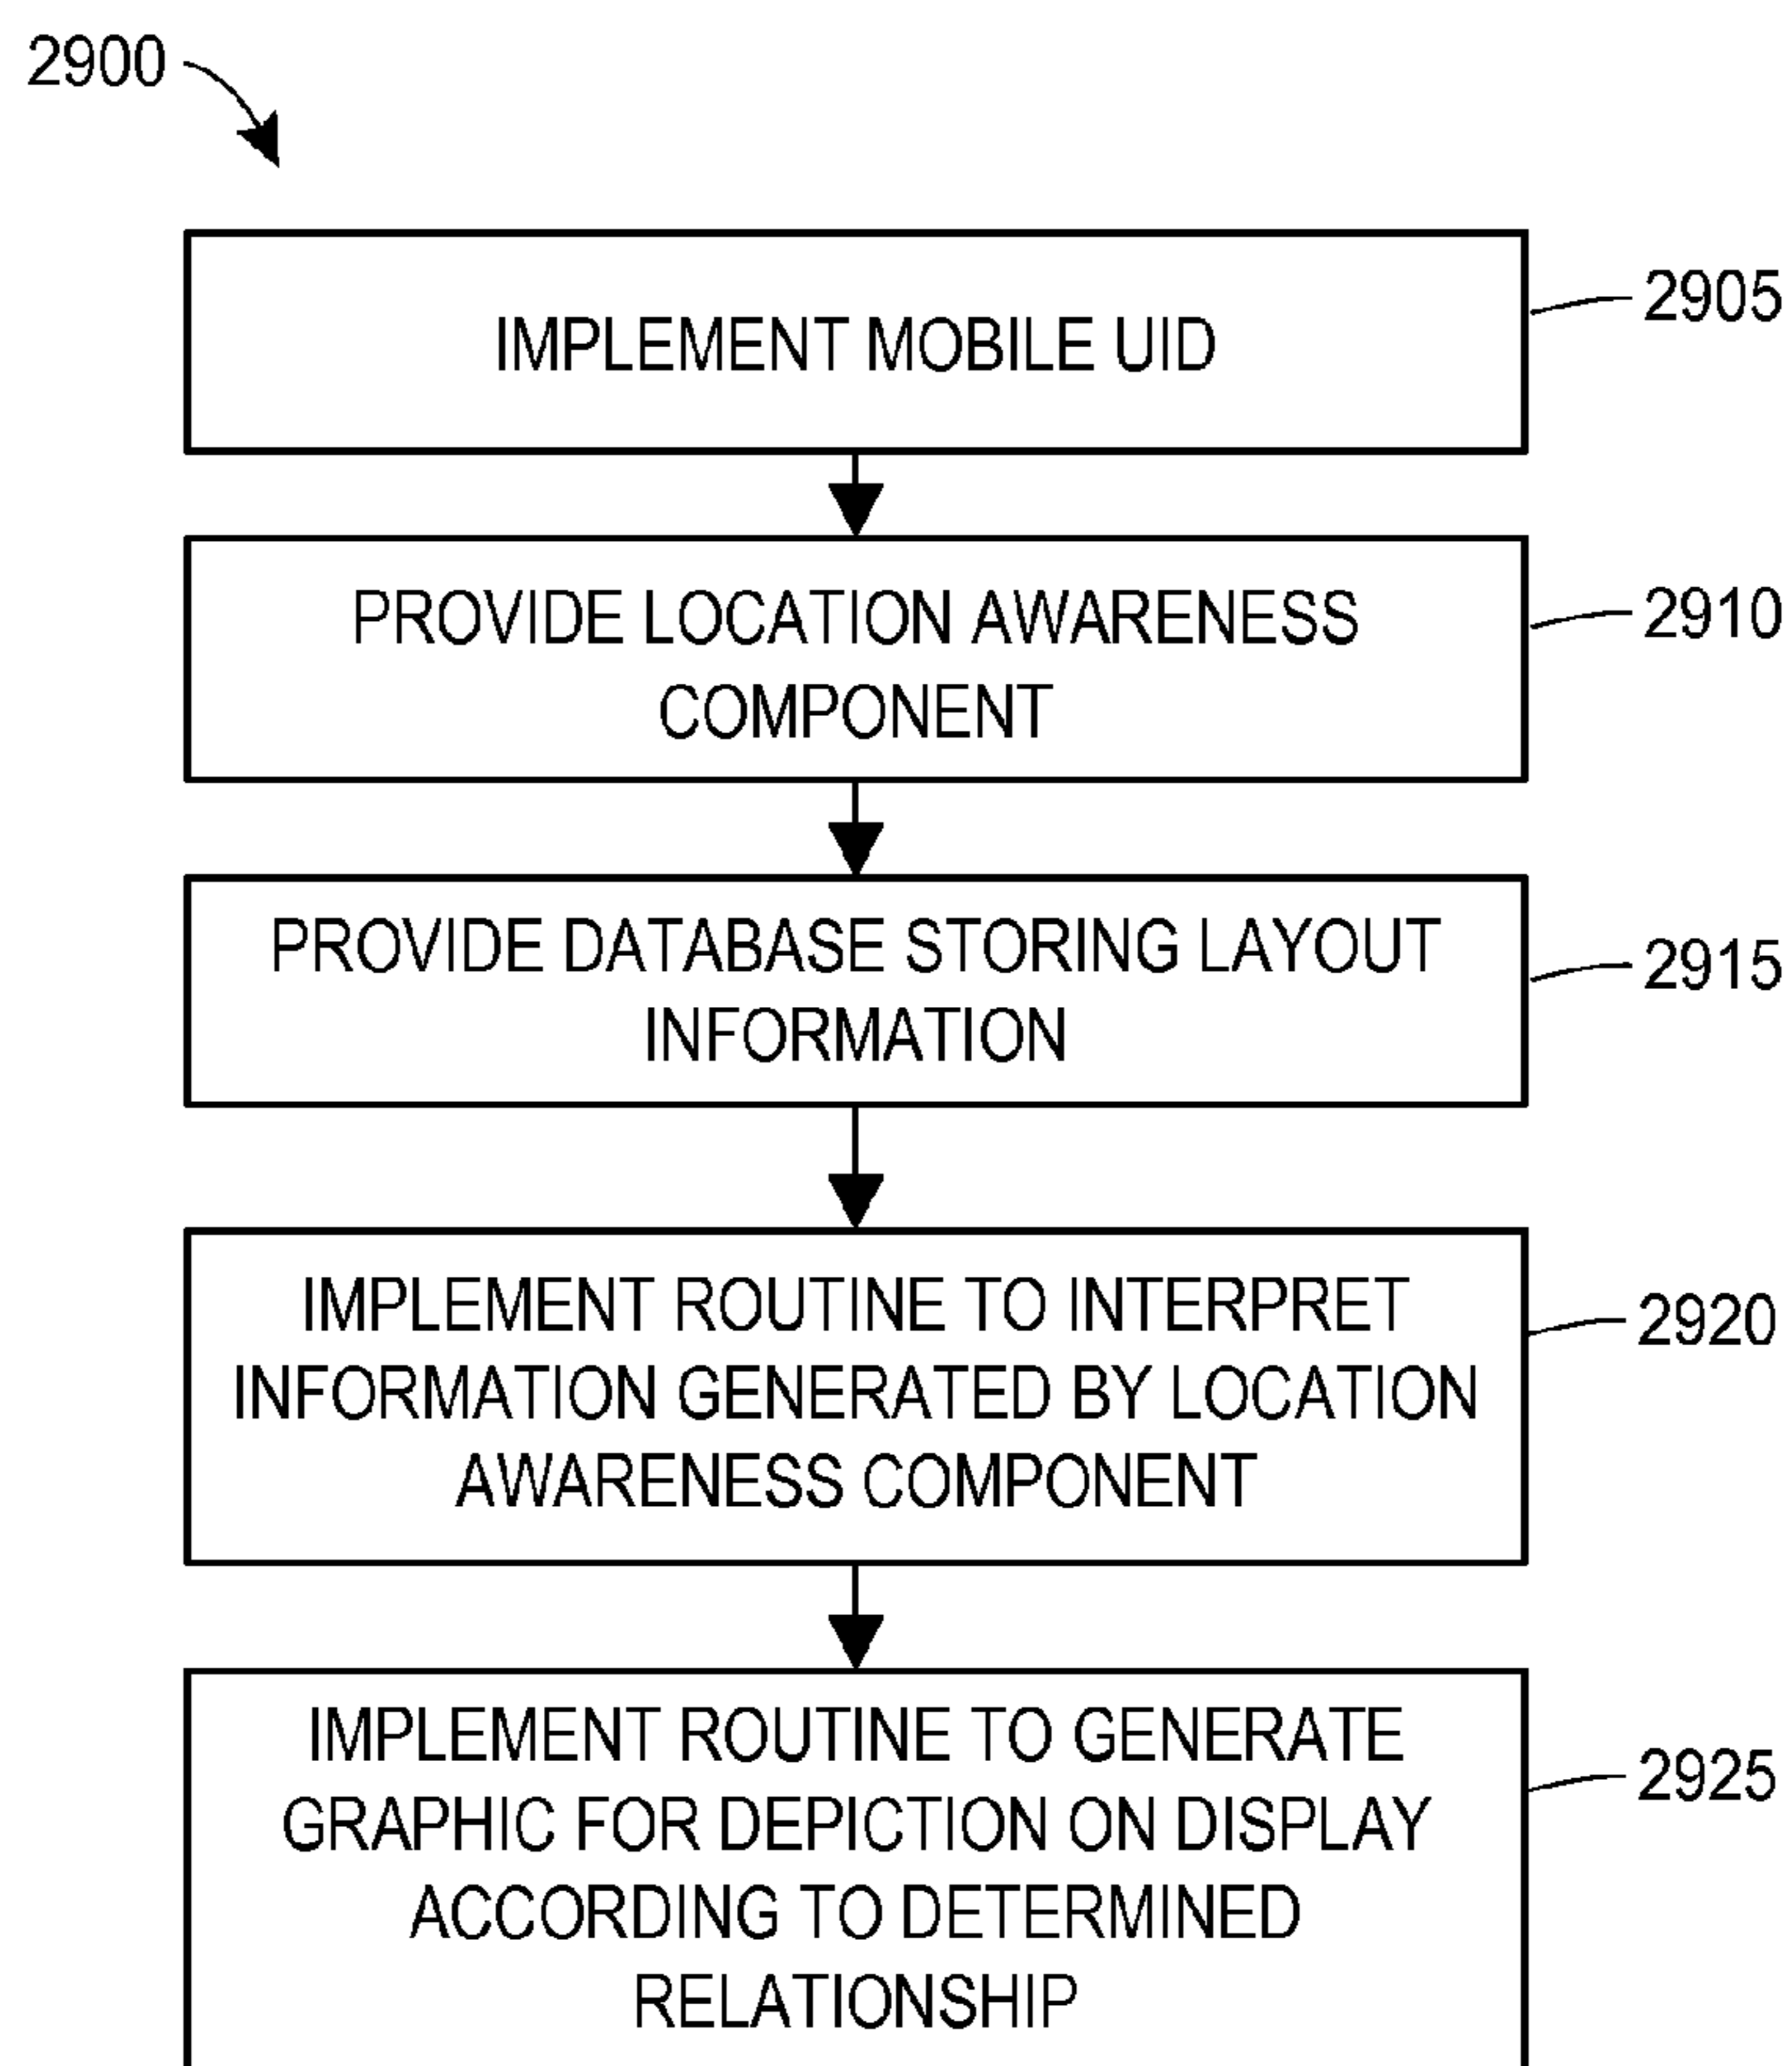 2900
IMPLEMENT MOBILE UID
2905
PROVIDE LOCATION AWARENESS
COMPONENT
2910
PROVIDE DATABASE STORING LAYOUT
INFORMATION
2915
IMPLEMENT ROUTINE TO INTERPRET
INFORMATION GENERATED BY LOCATION
AWARENESS COMPONENT
2920
IMPLEMENT ROUTINE TO GENERATE
GRAPHIC FOR DEPICTION ON DISPLAY
ACCORDING TO DETERMINED
RELATIONSHIP
2925